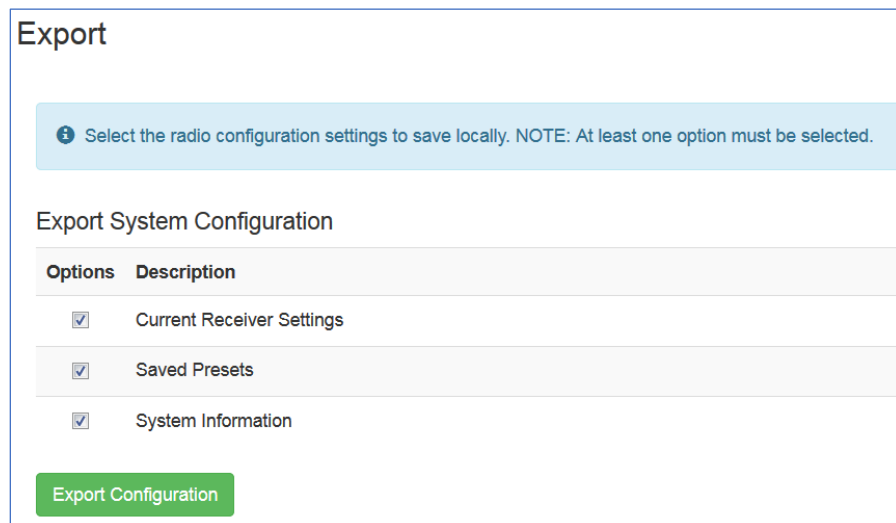 Export
Select the radio configuration settings to save locally. NOTE: At least one option must be selected.
Export System Configuration
Options Description
Current Receiver Settings
Saved Presets
System Information
Export Configuration